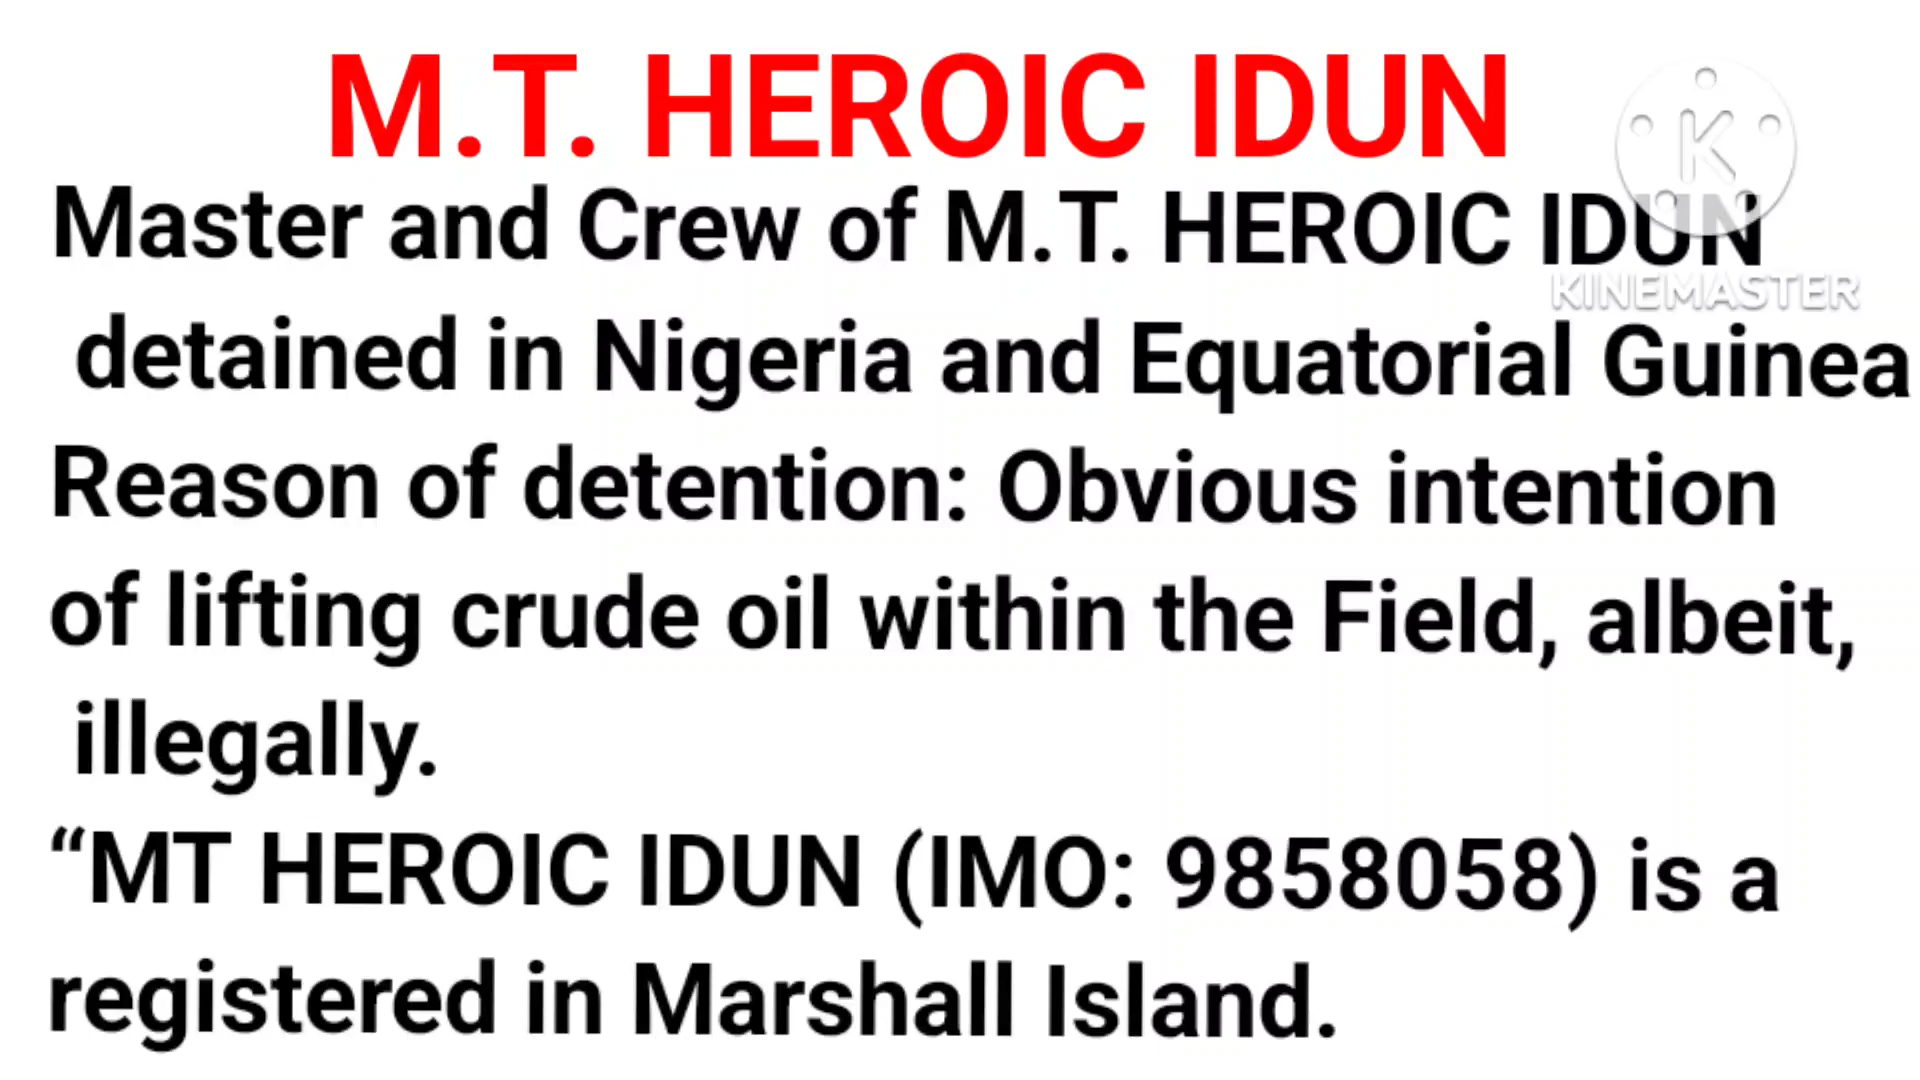 M.T. HEROIC IDUN
Master and Crew of M.T. HEROIC IDUN
KINEMASTER
detained in Nigeria and Equatorial Guinea
Reason of detention: Obvious intention
of lifting crude oil within the Field, albeit,
illegally.
“MT HEROIC IDUN (IMO: 9858058) is a
registered in Marshall Island.